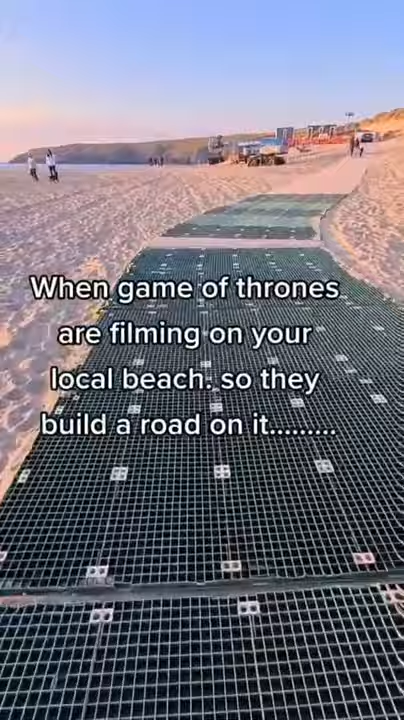 When game of thrones
are filming on your
local beach. so they
build a road on it.........